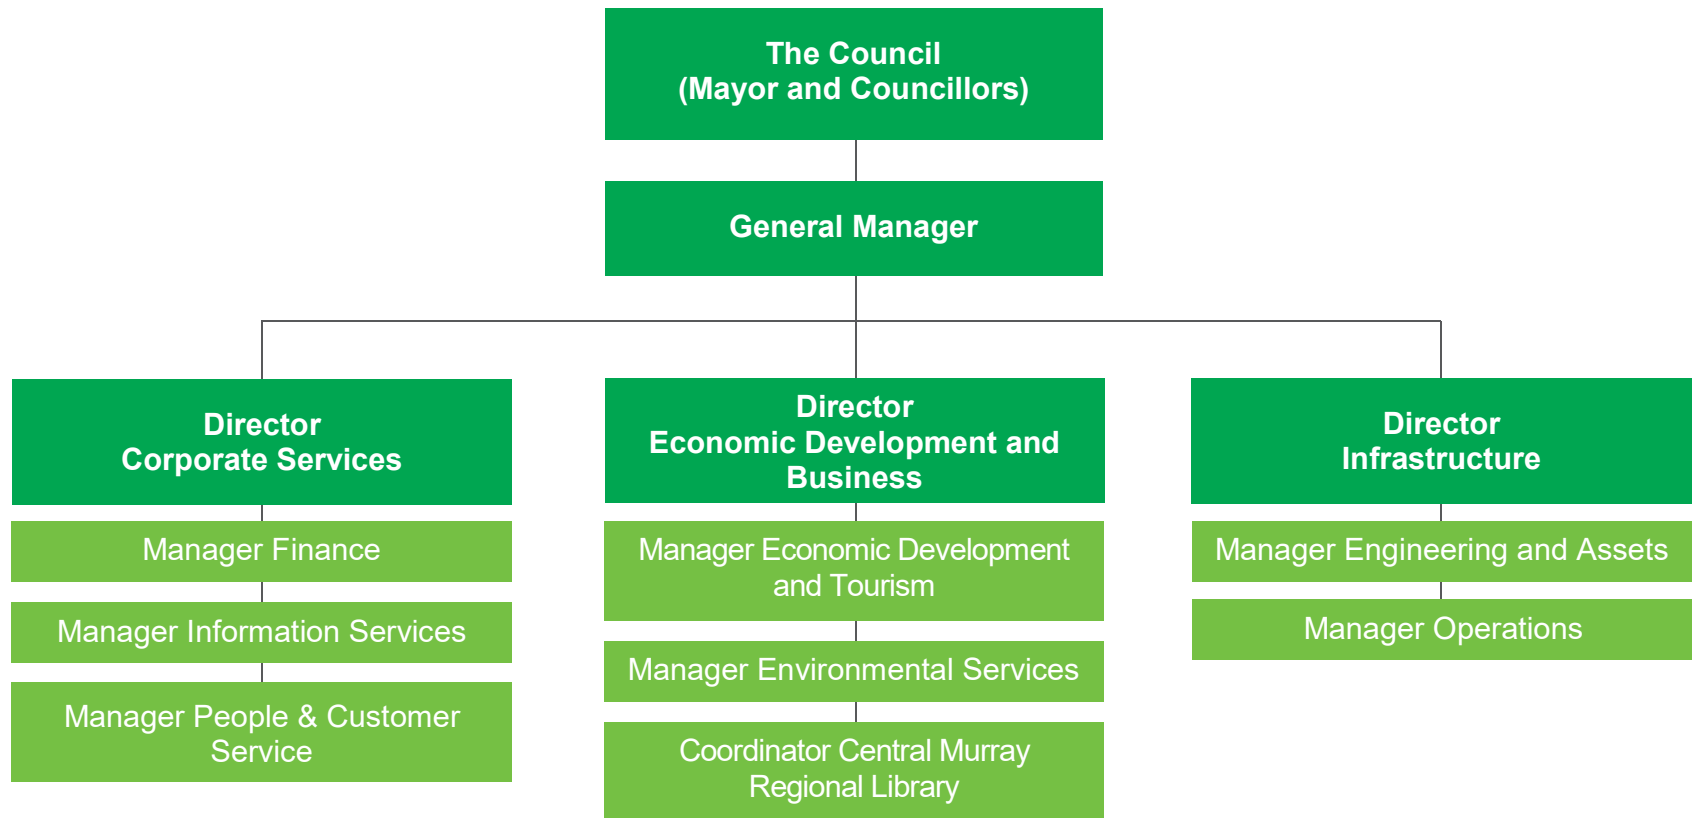 The Council
(Mayor and Councillors)
General Manager
Director
Corporate Services
Manager Finance
Manager Information Services
Manager People & Customer
Service
Director
Economic Development and
Business
Manager Economic Development
and Tourism
Manager Environmental Services
Coordinator Central Murray
Regional Library
Director
Infrastructure
Manager Engineering and Assets
Manager Operations